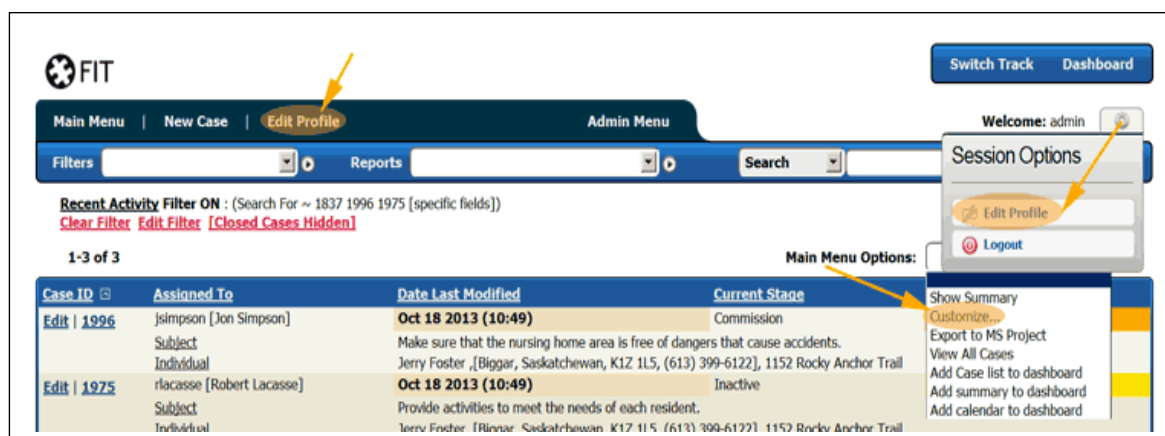 FIT
Switch Track Dashboard
Main Menu | New Case | Edit Profile Admin Menu Welcome: admin
Filters Reports Search
Session Options
Edit Profile
Logout
Recent Activity Filter ON : (Search For ~ 1837 1996 1975 [specific fields])
Clear Filter Edit Filter [Closed Cases Hidden]
1-3 of 3 Main Menu Options:
Show Summary
Customize...
Export to MS Project
View All Cases
Add Case list to dashboard
Add summary to dashboard
Add calendar to dashboard
Case ID Assigned To Date Last Modified Current Stage
Edit | 1996 jsimpson [Jon Simpson] Oct 18 2013 (10:49) Commission
Subject Make sure that the nursing home area is free of dangers that cause accidents.
Individual Jerry Foster ,[Biggar, Saskatchewan, K1Z 1L5, (613) 399-6122], 1152 Rocky Anchor Trail
Edit | 1975 rlacasse [Robert Lacasse] Oct 18 2013 (10:49) Inactive
Subject Provide activities to meet the needs of each resident.
Individual Jerry Foster, [Biggar, Saskatchewan, K1Z 1L5, (613) 399-6122], 1152 Rocky Anchor Trail